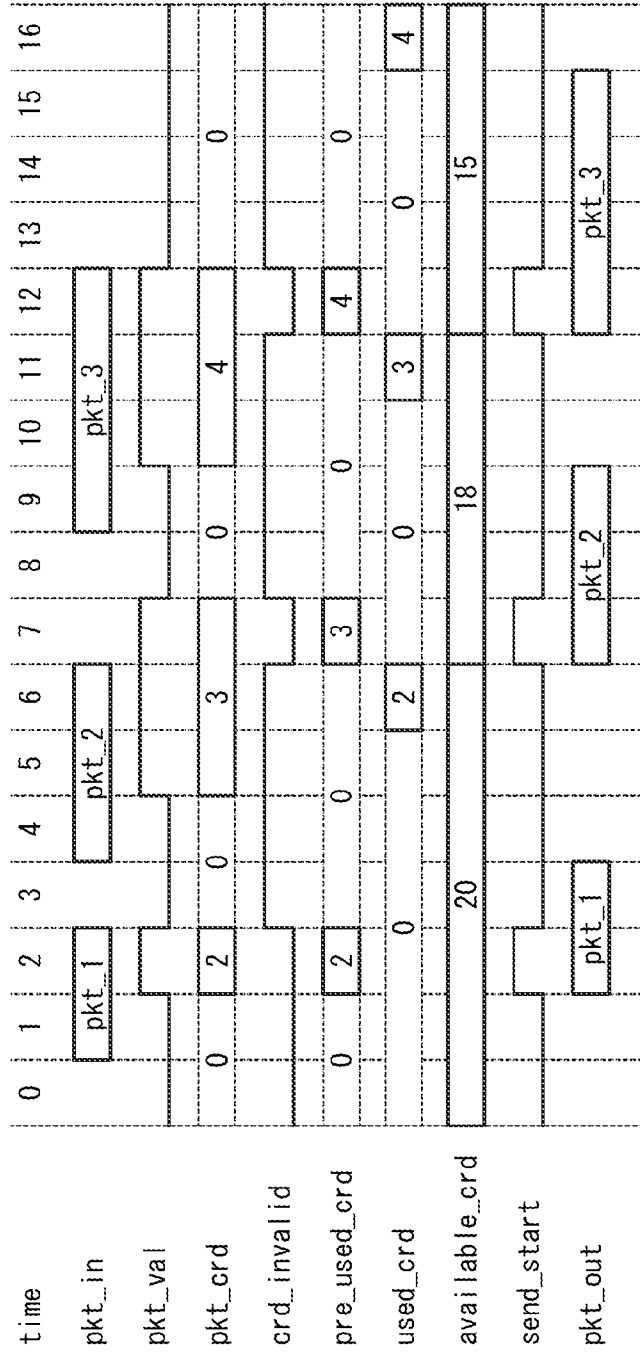 time 0 1 2 3 4 5 6 7 8 9 10 11 12 13 14 15 16
pkt_in pkt_1 pkt_2 pkt_3
pkt_val
pkt_crd 0 2 0 3 0 4 0
crd_invalid
pre_used_crd 0 2 0 3 0 4 0
used_crd 0 2 0 3 0 4
available_crd 20 18 15
send_start
pkt_out pkt_1 pkt_2 pkt_3